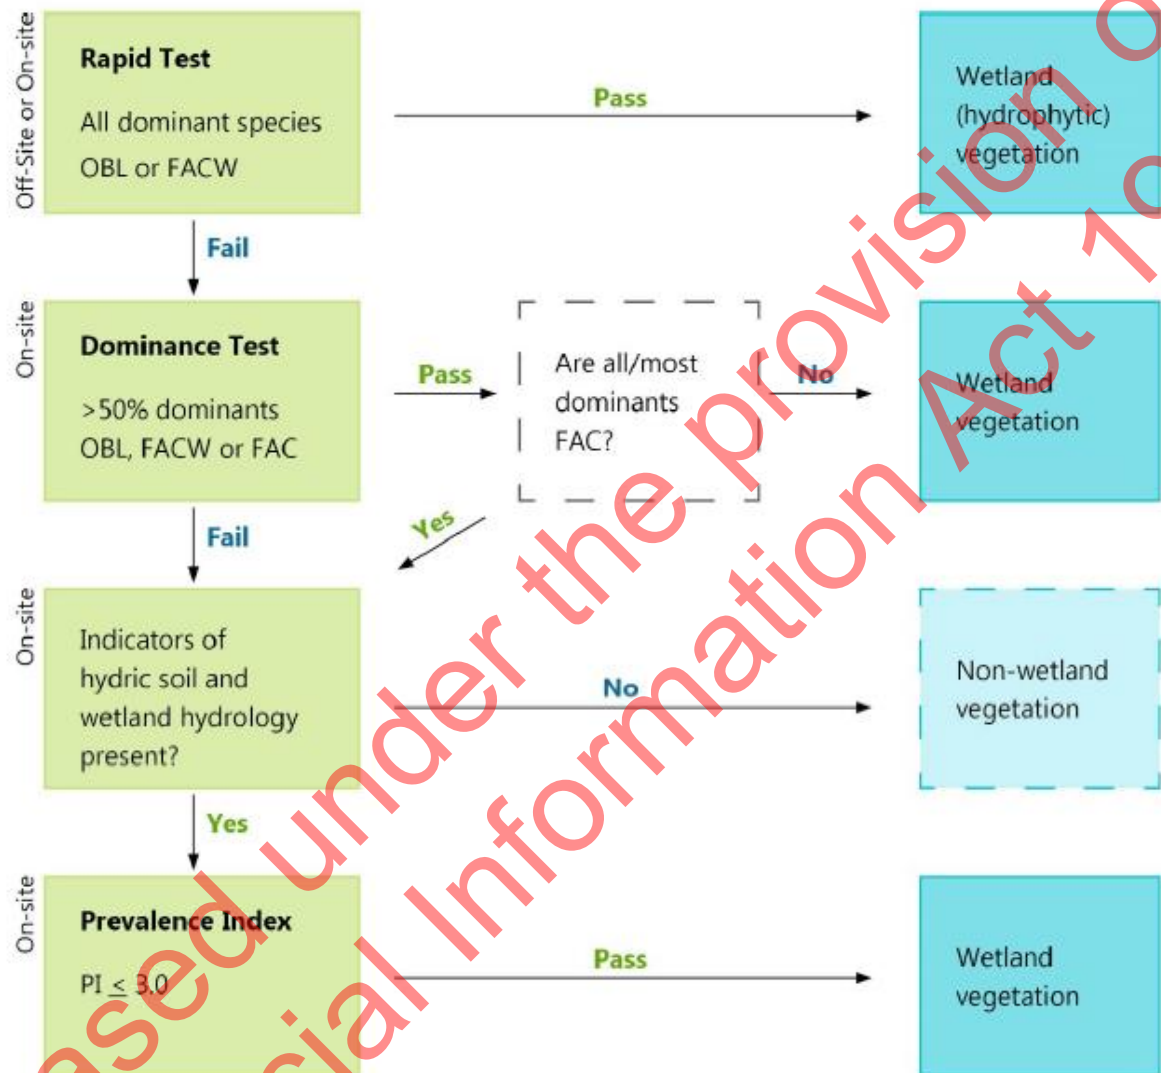 Off-Site or On-site
Rapid Test
All dominant species
OBL or FACW
Pass
Wetland
(hydrophytic)
vegetation
Fail
On-site
Dominance Test
>50% dominants
OBL, FACW or FAC
Pass
Are all/most
dominants
FAC?
No
Wetland
vegetation
Fail
Yes
On-site
Indicators of
hydric soil and
wetland hydrology
present?
No
Non-wetland
vegetation
Yes
On-site
Prevalence Index
PI ≤ 3.0
Pass
Wetland
vegetation
under the provision
Information Act